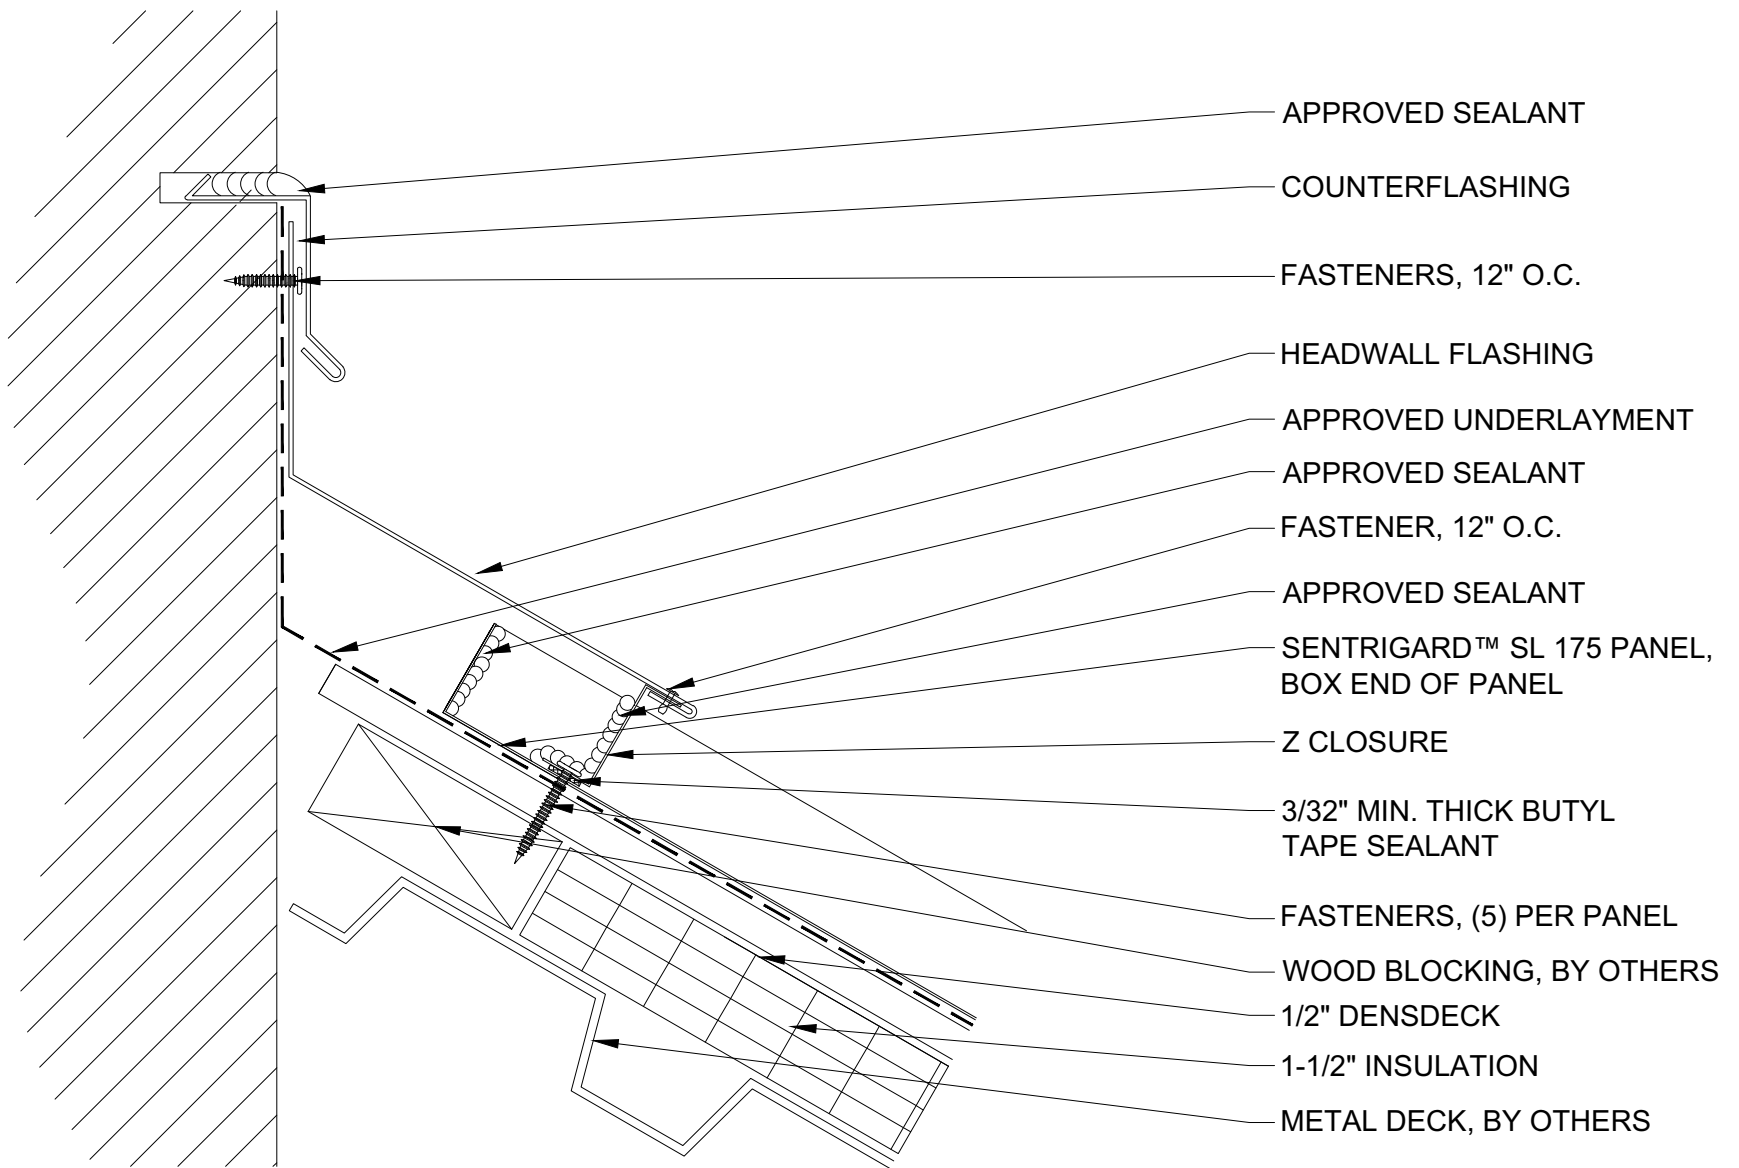 APPROVED SEALANT
COUNTERFLASHING
FASTENERS, 12" O.C.
HEADWALL FLASHING
APPROVED UNDERLAYMENT
APPROVED SEALANT
FASTENER, 12" O.C.
APPROVED SEALANT
SENTRIGARD™ SL 175 PANEL,
BOX END OF PANEL
Z CLOSURE
3/32" MIN. THICK BUTYL
TAPE SEALANT
FASTENERS, (5) PER PANEL
WOOD BLOCKING, BY OTHERS
1/2" DENSDECK
1-1/2" INSULATION
METAL DECK, BY OTHERS